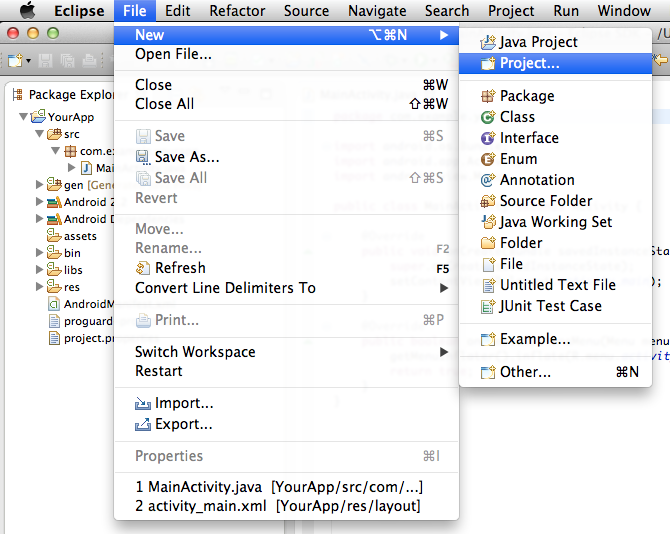 Eclipse File Edit Refactor Source Navigate Search Project Run Window
Package Explo
YourApp
src
com.ex
Mai
gen [Gene
Android 2
Android D
assets
bin
libs
res
AndroidM
proguard
project.pr
New ⌥⌘N
Open File...
Close ⌘W
Close All ⇧⌘W
Save ⌘S
Save As...
Save All ⇧⌘S
Revert
Move...
Rename... F2
Refresh F5
Convert Line Delimiters To
Print... ⌘P
Switch Workspace
Restart
Import...
Export...
Properties ⌘I
1 MainActivity.java [YourApp/src/com/...]
2 activity_main.xml [YourApp/res/layout]
Java Project
Project...
Package
Class
Interface
Enum
Annotation
Source Folder
Java Working Set
Folder
File
Untitled Text File
JUnit Test Case
Example...
Other... ⌘N
/U
Sta
);
enu
vit